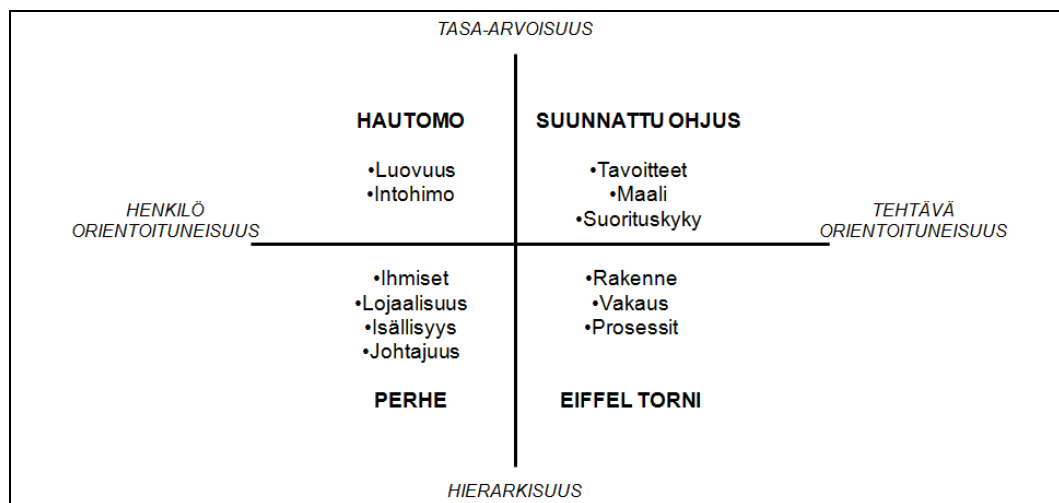 TASA-ARVOISUUS
HAUTOMO
•Luovuus
•Intohimo
SUUNNATTU OHJUS
•Tavoitteet
•Maali
•Suorituskyky
HENKILÖ
ORIENTOITUNEISUUS
TEHTÄVÄ
ORIENTOITUNEISUUS
•Ihmiset
•Lojaalisuus
•Isällisyys
•Johtajuus
PERHE
•Rakenne
•Vakaus
•Prosessit
EIFFEL TORNI
HIERARKISUUS